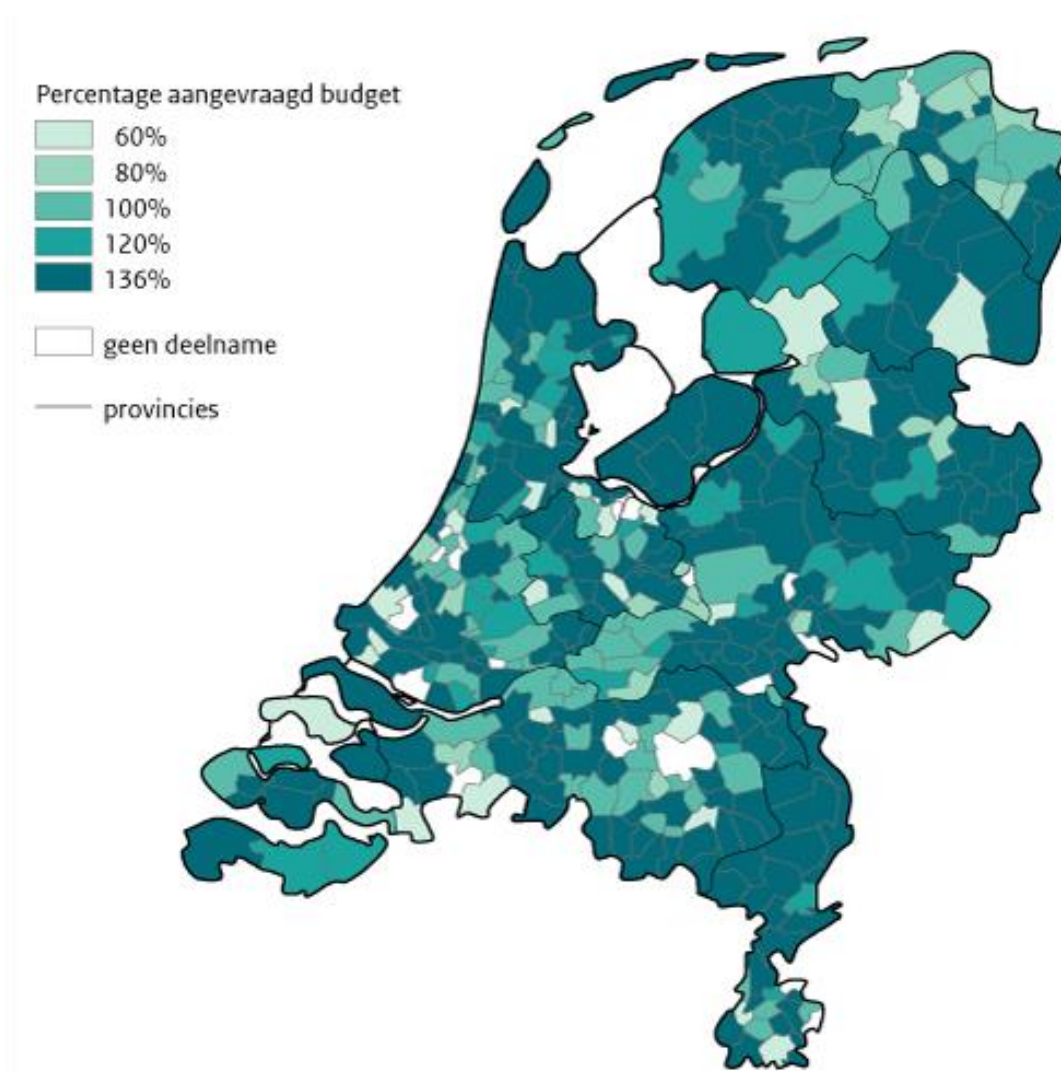 Percentage aangevraagd budget
60%
80%
100%
120%
136%
geen deelname
provincies